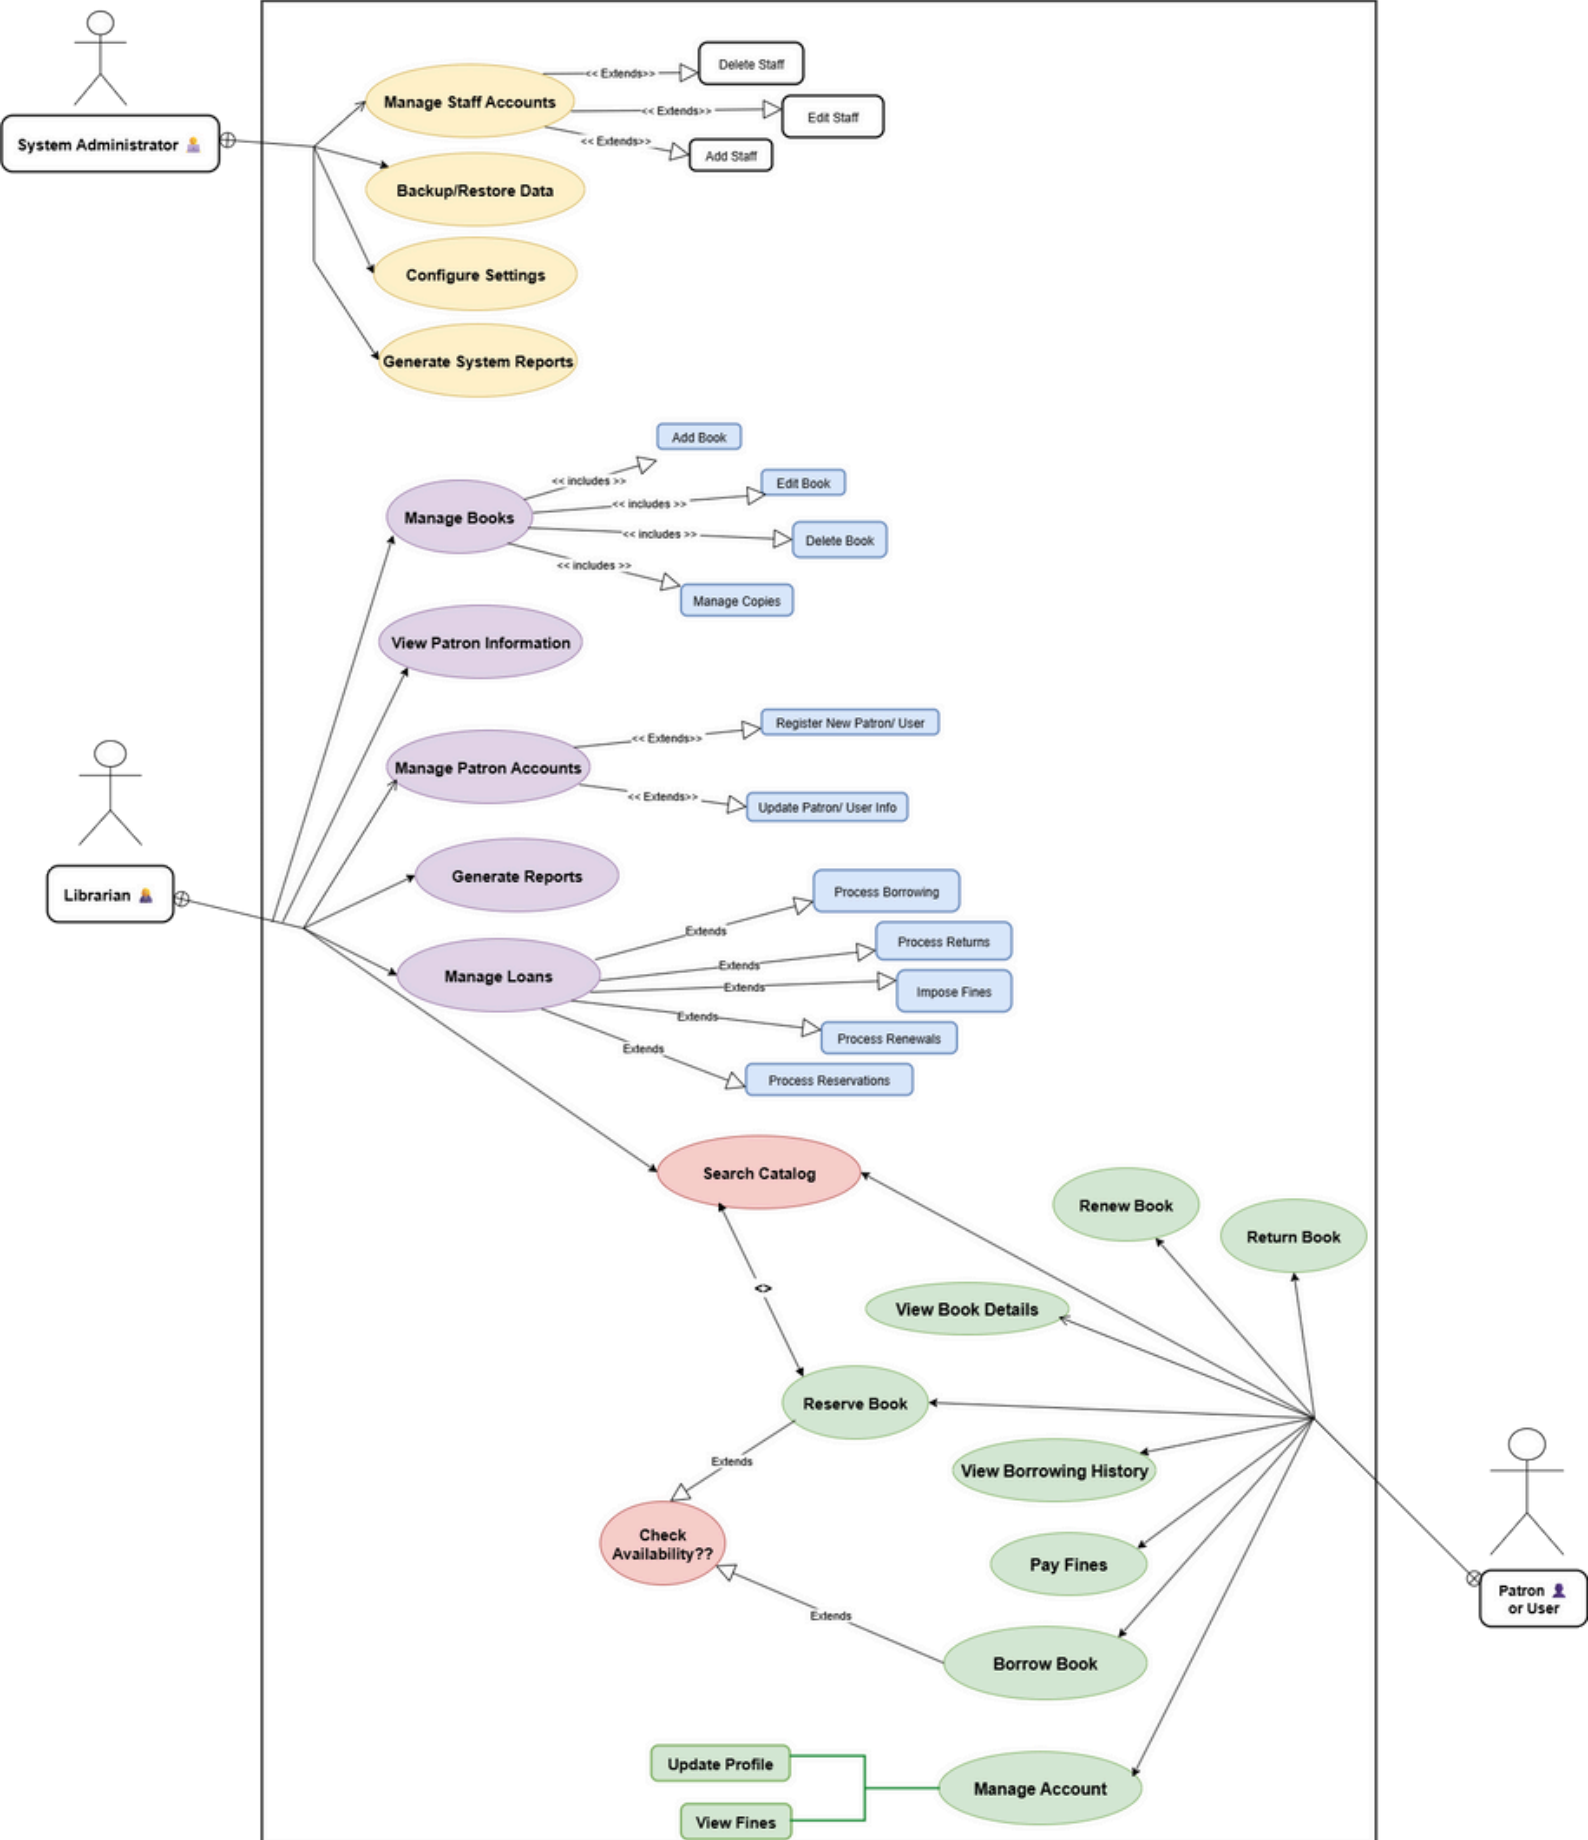 Delete Staff
<< Extends>>
Manage Staff Accounts
<< Extends>>
Edit Staff
System Administrator
<< Extends>>
Add Staff
Backup/Restore Data
Configure Settings
Generate System Reports
Add Book
<< includes >>
Edit Book
<< includes >>
Manage Books
<< includes >>
Delete Book
<< includes >>
Manage Copies
View Patron Information
Register New Patron/ User
<< Extends>>
Manage Patron Accounts
<< Extends>>
Update Patron/ User Info
Generate Reports
Librarian
Process Borrowing
Extends
Process Returns
Extends
Manage Loans
Extends
Impose Fines
Extends
Process Renewals
Extends
Process Reservations
Search Catalog
Renew Book
Return Book
<>
View Book Details
Reserve Book
Extends
View Borrowing History
Check
Availability??
Pay Fines
Patron
or User
Extends
Borrow Book
Update Profile
Manage Account
View Fines